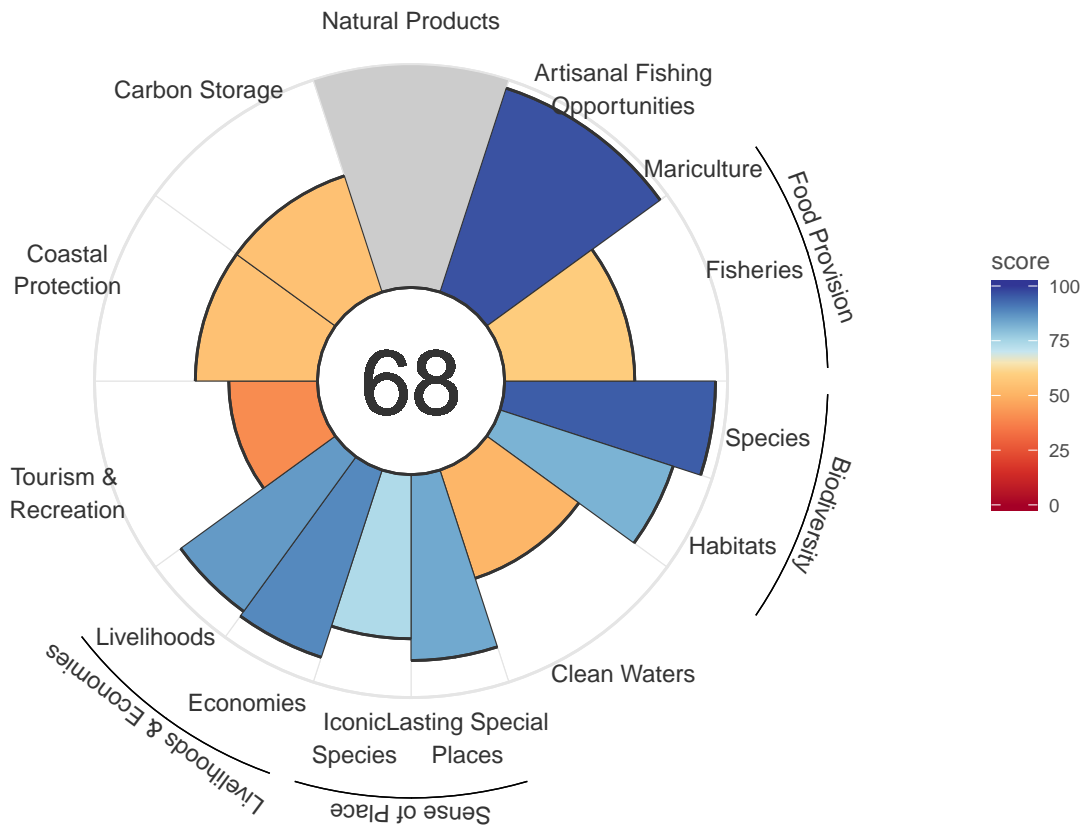 Natural Products
Carbon Storage
Artisanal Fishing
Opportunities
Mariculture
Food Provision
Fisheries
Coastal
Protection
score
100
75
50
25
0
68
Species
Biodiversity
Habitats
Tourism &
Recreation
Livelihoods
Clean Waters
Economies
Livelihoods & Economies
Iconic
Species
Lasting Special
Places
Sense of Place